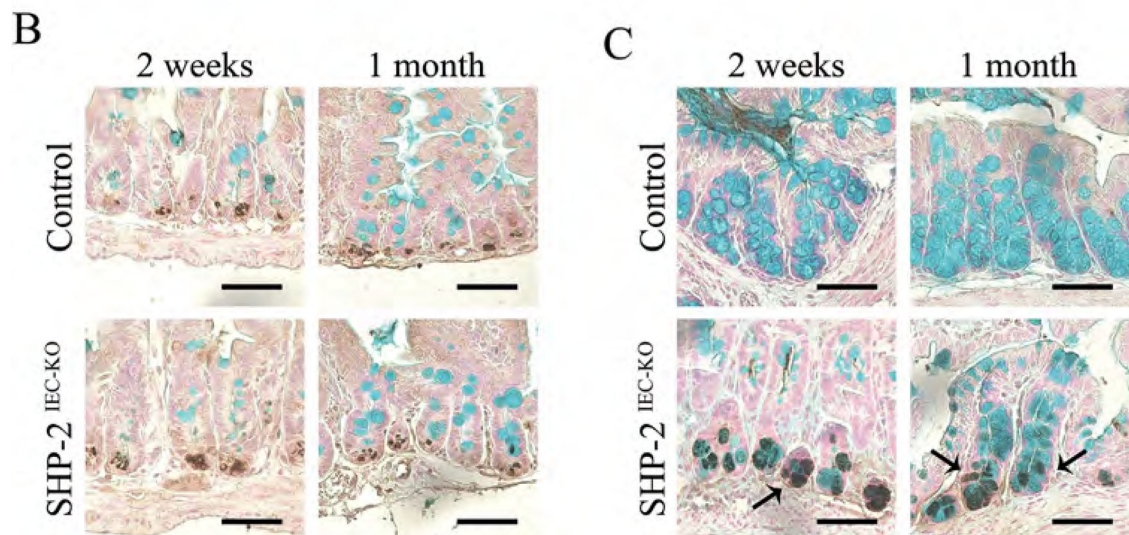 B
2 weeks
1 month
Control
SHP-2 IEC-KO
C
2 weeks
1 month
Control
SHP-2 IEC-KO